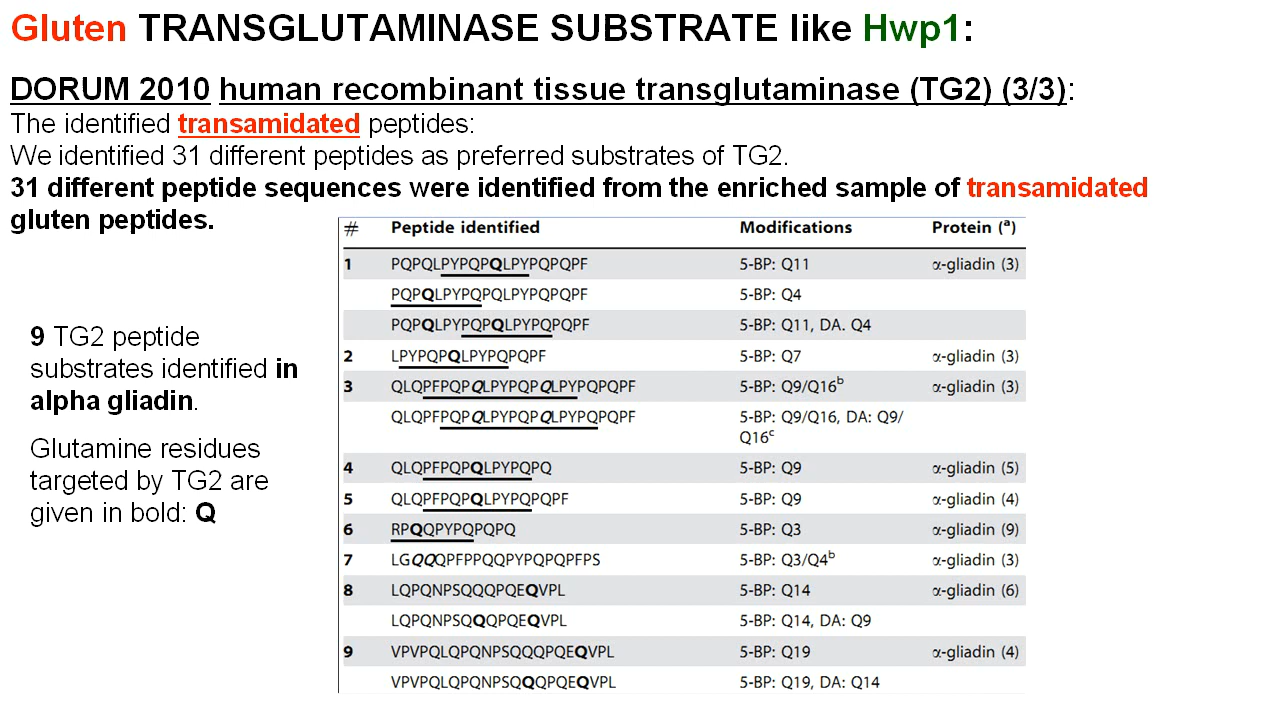 Gluten TRANSGLUTAMINASE SUBSTRATE like Hwp1:
DORUM 2010 human recombinant tissue transglutaminase (TG2) (3/3):
The identified transamidated peptides:
We identified 31 different peptides as preferred substrates of TG2.
31 different peptide sequences were identified from the enriched sample of transamidated
gluten peptides.
9 TG2 peptide
substrates identified in
alpha gliadin.
Glutamine residues
targeted by TG2 are
given in bold: Q
# Peptide identified Modifications Protein (a)
1 PQPQLPYPQPQLPYPQPQPF 5-BP: Q11 α-gliadin (3)
PQPQLPYPQPQLPYPQPQPF 5-BP: Q4
PQPQLPYPQPQLPYPQPQPF 5-BP: Q11, DA. Q4
2 LPYPQPQLPYPQPQPF 5-BP: Q7 α-gliadin (3)
3 QLQPFPQPQLPYPQPQLPYPQPQPF 5-BP: Q9/Q16b α-gliadin (3)
QLQPFPQPQLPYPQPQLPYPQPQPF 5-BP: Q9/Q16, DA: Q9/
Q16c
4 QLQPFPQPQLPYPQPQ 5-BP: Q9 α-gliadin (5)
5 QLQPFPQPQLPYPQPQPF 5-BP: Q9 α-gliadin (4)
6 RPQQPYPQPQPQ 5-BP: Q3 α-gliadin (9)
7 LGQQQPFPPQQPYPQPQPFPS 5-BP: Q3/Q4b α-gliadin (3)
8 LQPQNPSQQQPQEQVPL 5-BP: Q14 α-gliadin (6)
LQPQNPSQQQPQEQVPL 5-BP: Q14, DA: Q9
9 VPVPQLQPQNPSQQQPQEQVPL 5-BP: Q19 α-gliadin (4)
VPVPQLQPQNPSQQQPQEQVPL 5-BP: Q19, DA: Q14